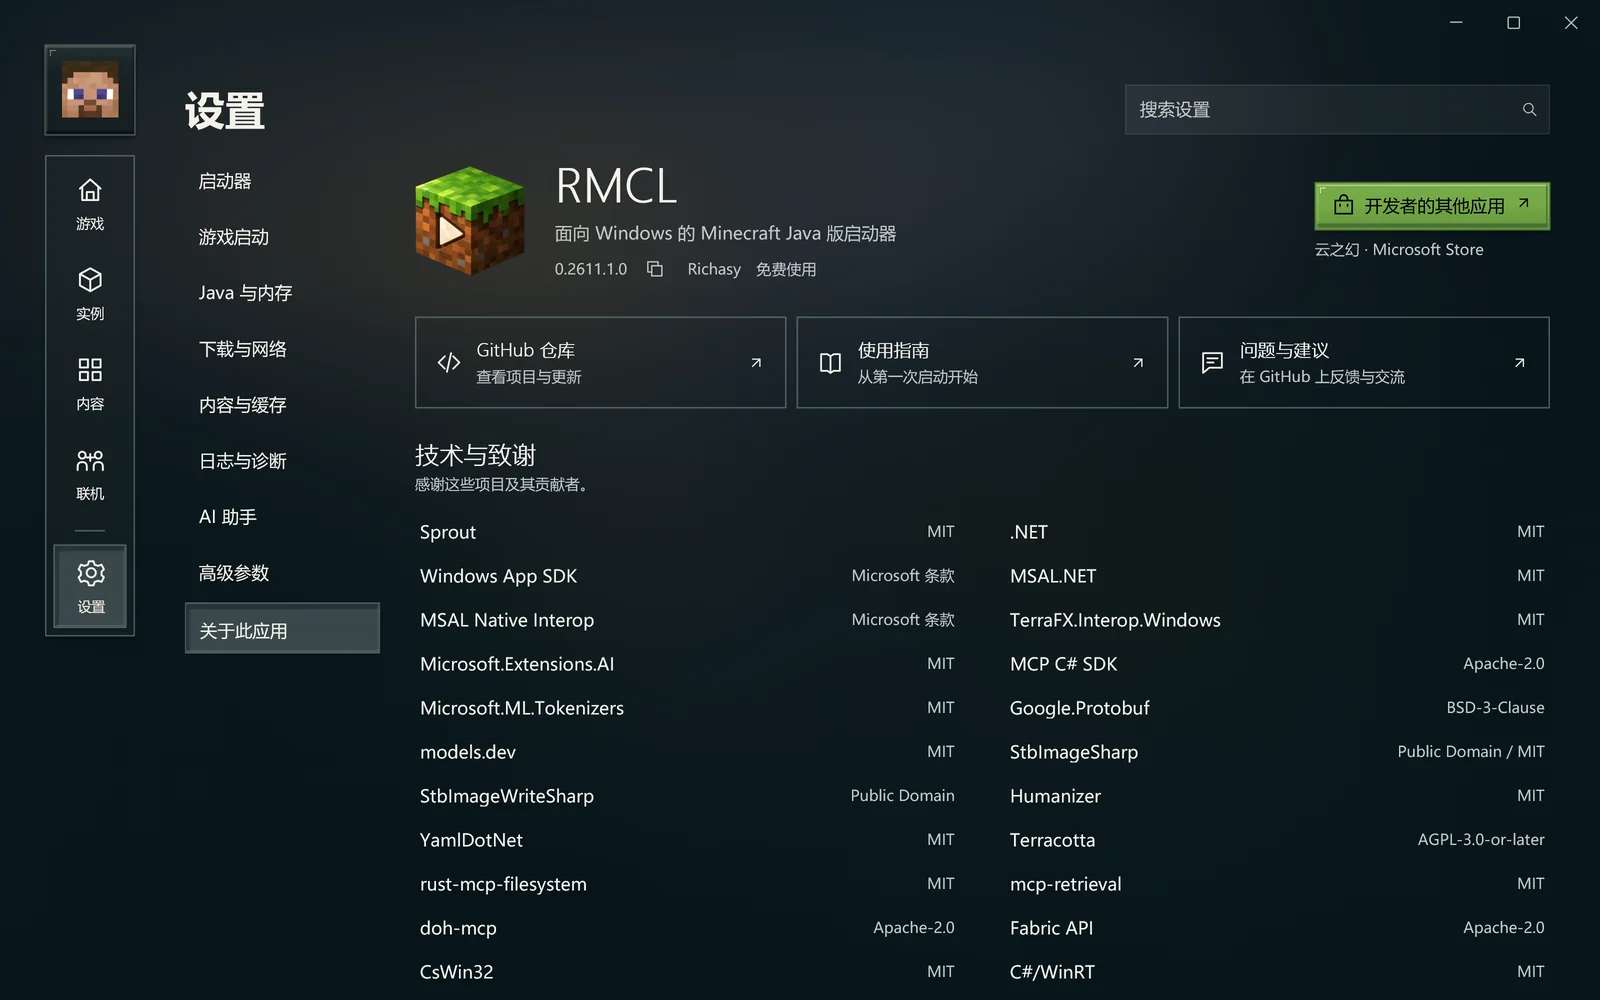 设置
搜索设置
游戏
实例
内容
联机
设置
启动器
游戏启动
Java 与内存
下载与网络
内容与缓存
日志与诊断
AI 助手
高级参数
关于此应用
RMCL
面向 Windows 的 Minecraft Java 版启动器
0.2611.1.0 Richasy 免费使用
开发者的其他应用
云之幻 · Microsoft Store
GitHub 仓库
查看项目与更新
使用指南
从第一次启动开始
问题与建议
在 GitHub 上反馈与交流
技术与致谢
感谢这些项目及其贡献者。
Sprout MIT
.NET MIT
Windows App SDK Microsoft 条款
MSAL.NET MIT
MSAL Native Interop Microsoft 条款
TerraFX.Interop.Windows MIT
Microsoft.Extensions.AI MIT
MCP C# SDK Apache-2.0
Microsoft.ML.Tokenizers MIT
Google.Protobuf BSD-3-Clause
models.dev MIT
StbImageSharp Public Domain / MIT
StbImageWriteSharp Public Domain
Humanizer MIT
YamlDotNet MIT
Terracotta AGPL-3.0-or-later
rust-mcp-filesystem MIT
mcp-retrieval MIT
doh-mcp Apache-2.0
Fabric API Apache-2.0
CsWin32 MIT
C#/WinRT MIT